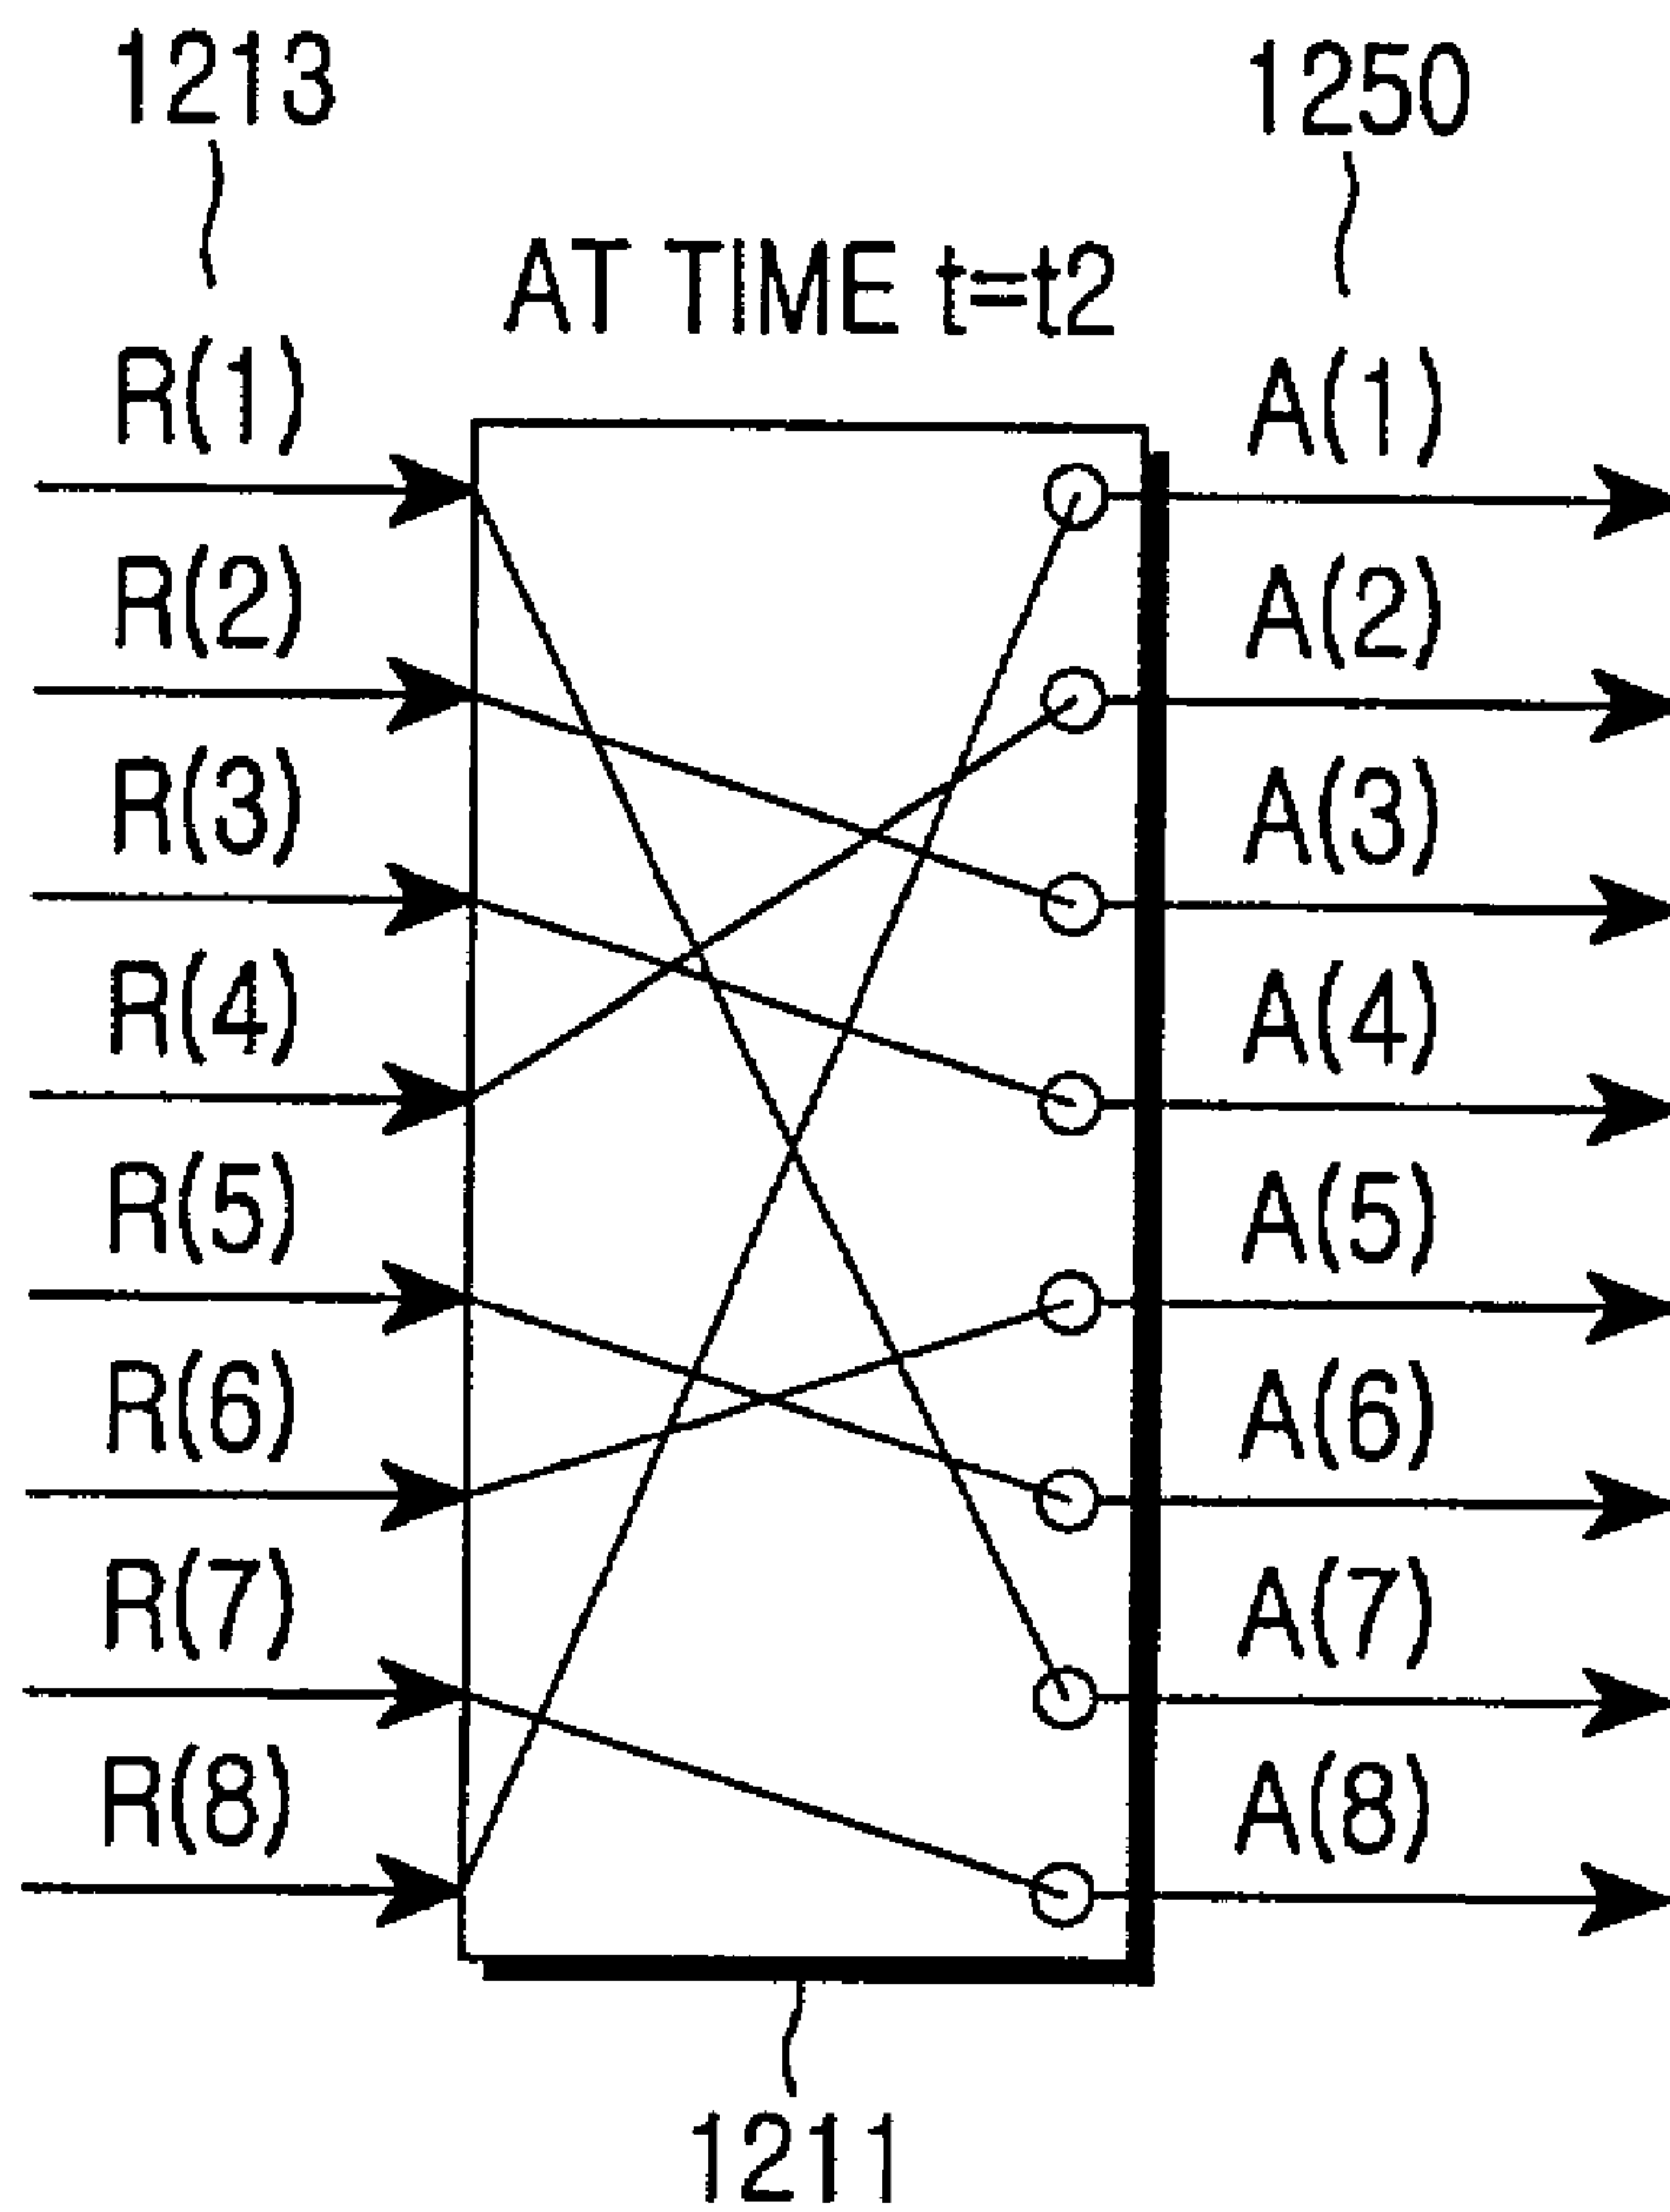 1213
1250
AT TIME t=t2
R(1)
A(1)
R(2)
A(2)
R(3)
A(3)
R(4)
A(4)
R(5)
A(5)
R(6)
A(6)
R(7)
A(7)
R(8)
A(8)
1211